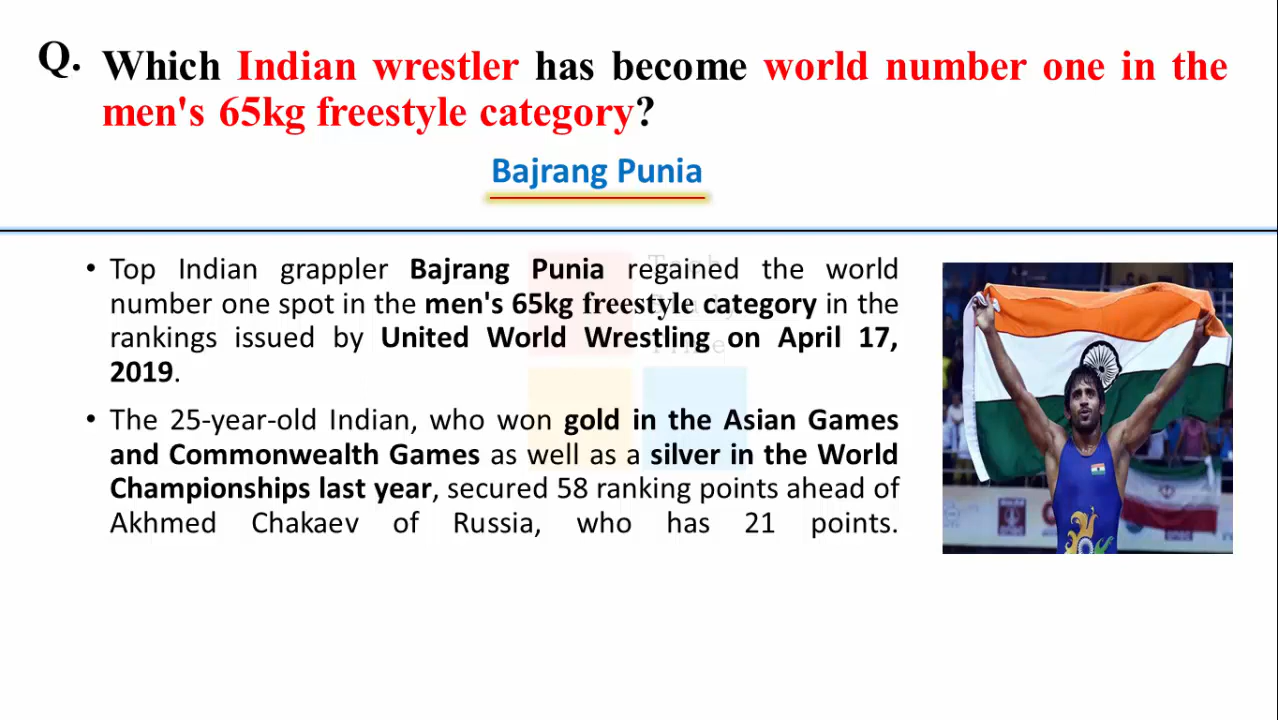 Q. Which Indian wrestler has become world number one in the
men's 65kg freestyle category?
Bajrang Punia
• Top Indian grappler Bajrang Punia regained the world
number one spot in the men's 65kg freestyle category in the
rankings issued by United World Wrestling on April 17,
2019.
• The 25-year-old Indian, who won gold in the Asian Games
and Commonwealth Games as well as a silver in the World
Championships last year, secured 58 ranking points ahead of
Akhmed Chakaev of Russia, who has 21 points.